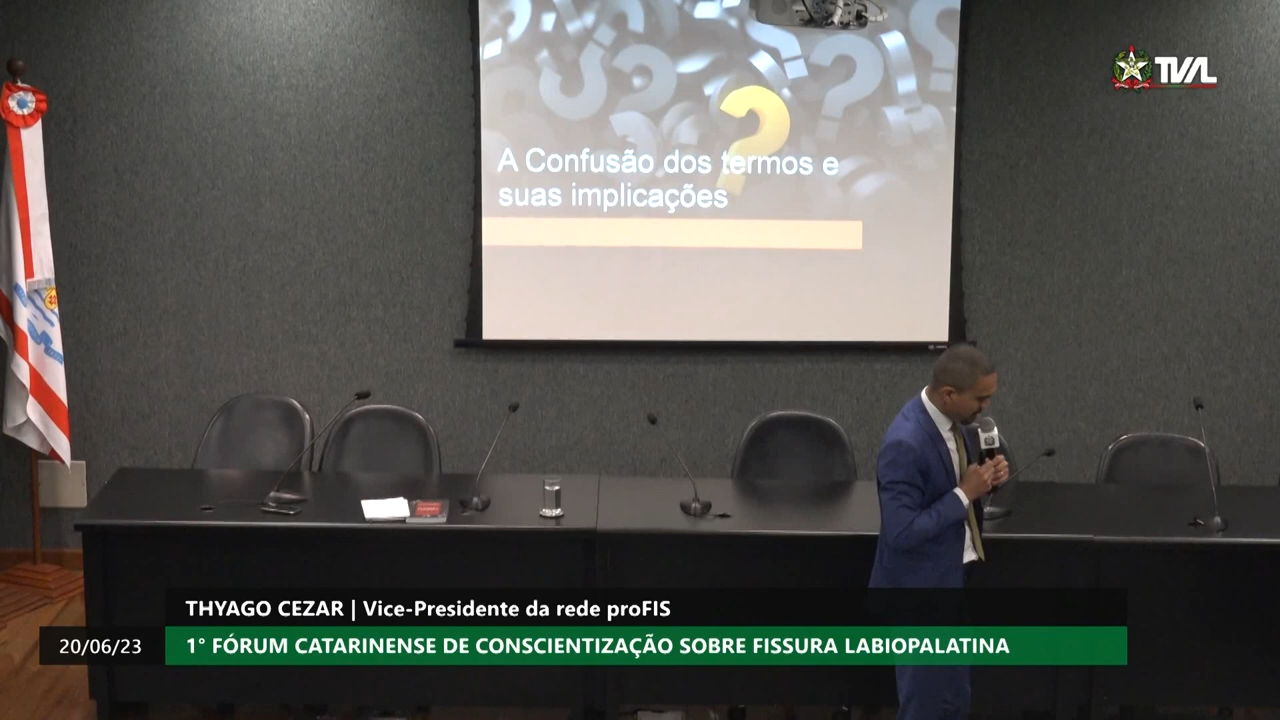 TVAL
A Confusão dos termos e
suas implicações
THYAGO CEZAR | Vice-Presidente da rede proFIS
20/06/23
1° FÓRUM CATARINENSE DE CONSCIENTIZAÇÃO SOBRE FISSURA LABIOPALATINA